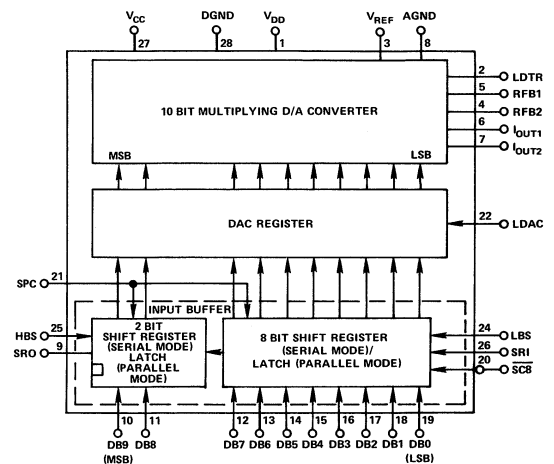 VCC DGND VDD VREF AGND
27 28 1 3 8
10 BIT MULTIPLYING D/A CONVERTER
MSB LSB
2 LDTR
5 RFB1
4 RFB2
6 IOUT1
7 IOUT2
DAC REGISTER
22 LDAC
SPC 21
INPUT BUFFER
HBS 25
SRO 9
2 BIT
SHIFT REGISTER
(SERIAL MODE)
LATCH
(PARALLEL
MODE)
8 BIT SHIFT REGISTER
(SERIAL MODE)/
LATCH (PARALLEL MODE)
24 LBS
26 SRI
20 SC8
10 11 12 13 14 15 16 17 18 19
DB9 DB8 DB7 DB6 DB5 DB4 DB3 DB2 DB1 DB0
(MSB) (LSB)